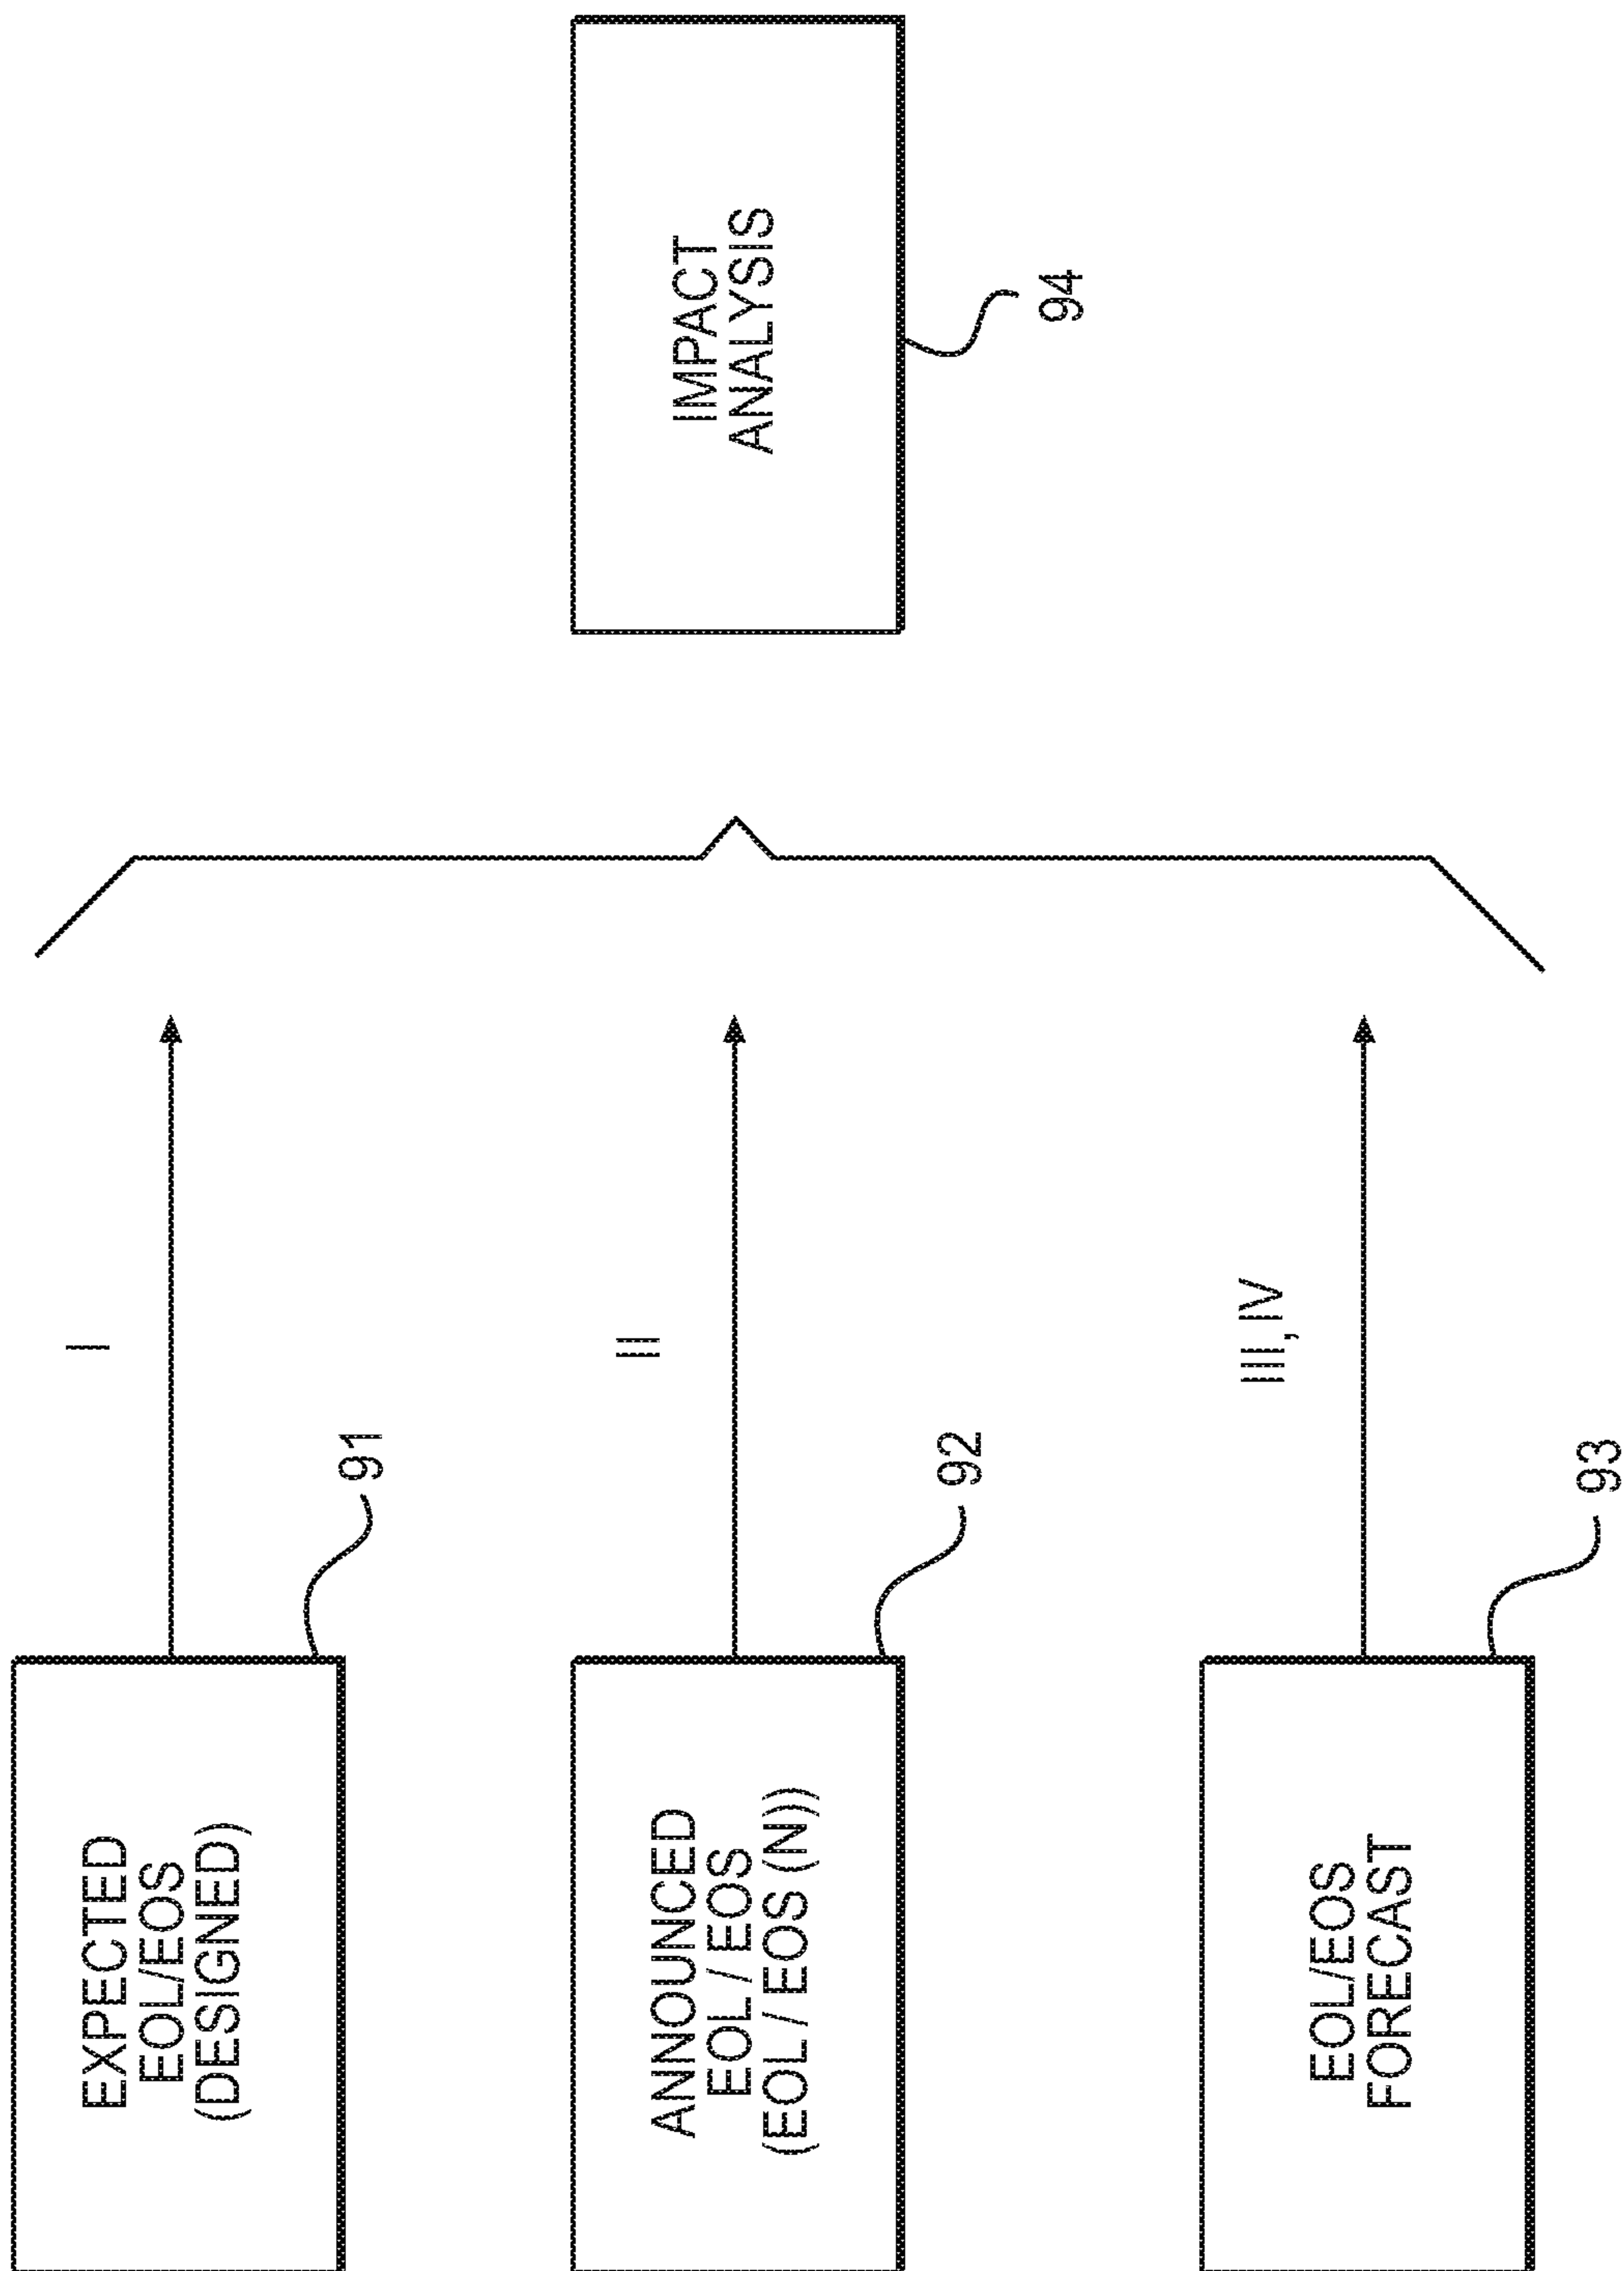 EXPECTED
EOL/EOS
(DESIGNED)
91
I
ANNOUNCED
EOL / EOS
(EOL / EOS (N))
92
II
EOL/EOS
FORECAST
93
III, IV
IMPACT
ANALYSIS
94